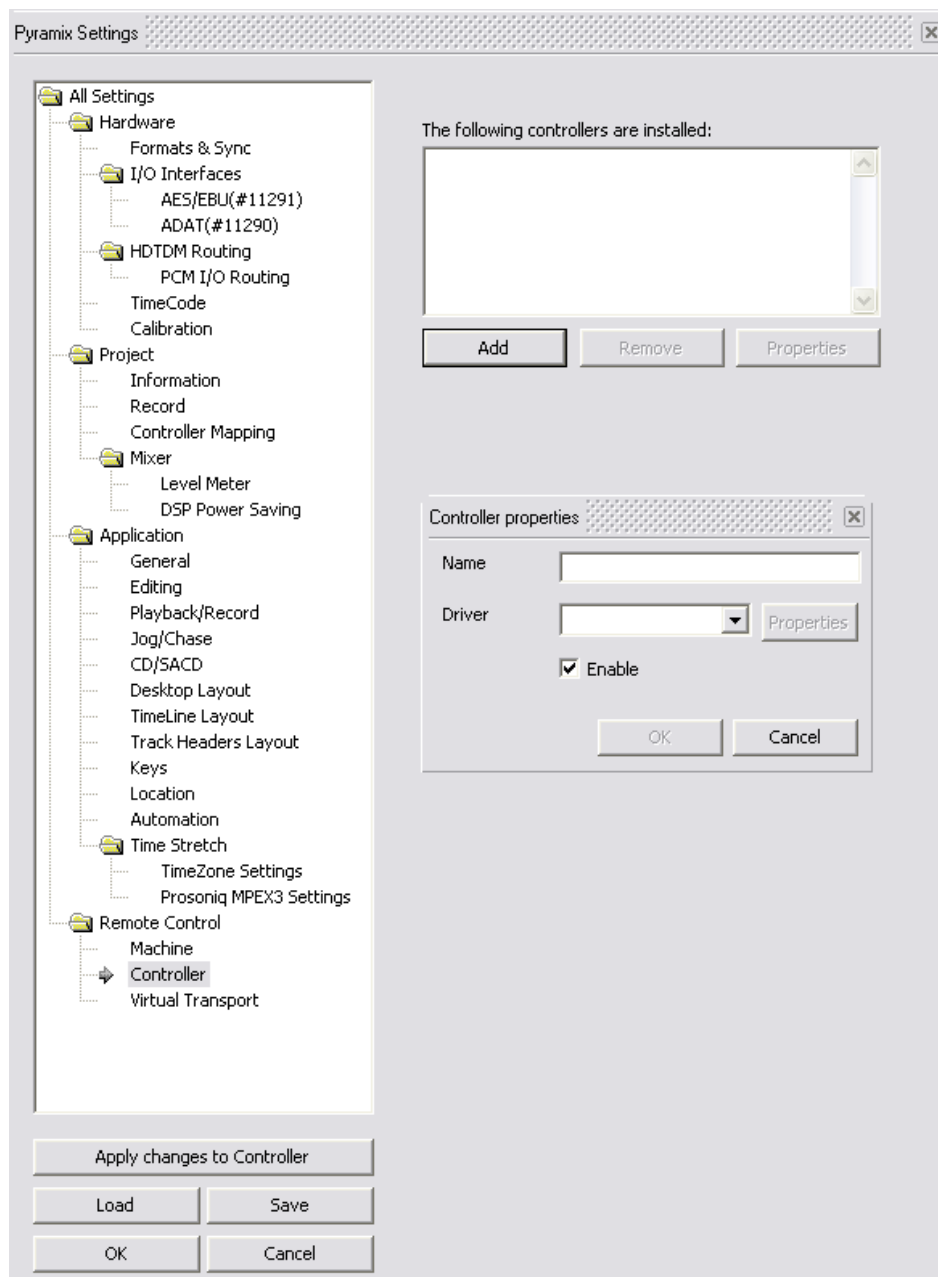 Pyramix Settings
All Settings
Hardware
Formats & Sync
I/O Interfaces
AES/EBU(#11291)
ADAT(#11290)
HDTDM Routing
PCM I/O Routing
TimeCode
Calibration
Project
Information
Record
Controller Mapping
Mixer
Level Meter
DSP Power Saving
Application
General
Editing
Playback/Record
Jog/Chase
CD/SACD
Desktop Layout
TimeLine Layout
Track Headers Layout
Keys
Location
Automation
Time Stretch
TimeZone Settings
Prosoniq MPEX3 Settings
Remote Control
Machine
Controller
Virtual Transport
Apply changes to Controller
Load Save
OK Cancel
The following controllers are installed:
Add Remove Properties
Controller properties
Name
Driver Properties
Enable
OK Cancel